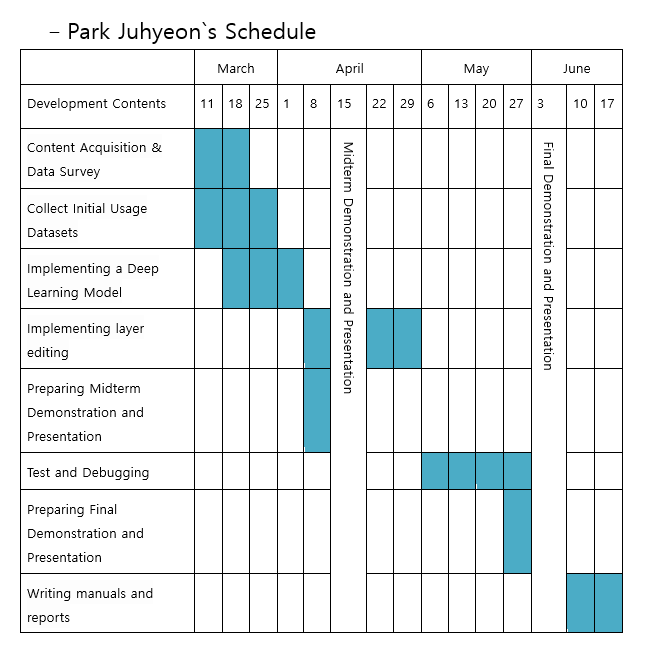 – Park Juhyeon`s Schedule
March April May June
Development Contents 11 18 25 1 8 15 22 29 6 13 20 27 3 10 17
Content Acquisition &
Data Survey
Collect Initial Usage
Datasets
Implementing a Deep
Learning Model
Implementing layer
editing
Preparing Midterm
Demonstration and
Presentation
Test and Debugging
Preparing Final
Demonstration and
Presentation
Writing manuals and
reports
Midterm Demonstration and Presentation
Final Demonstration and Presentation